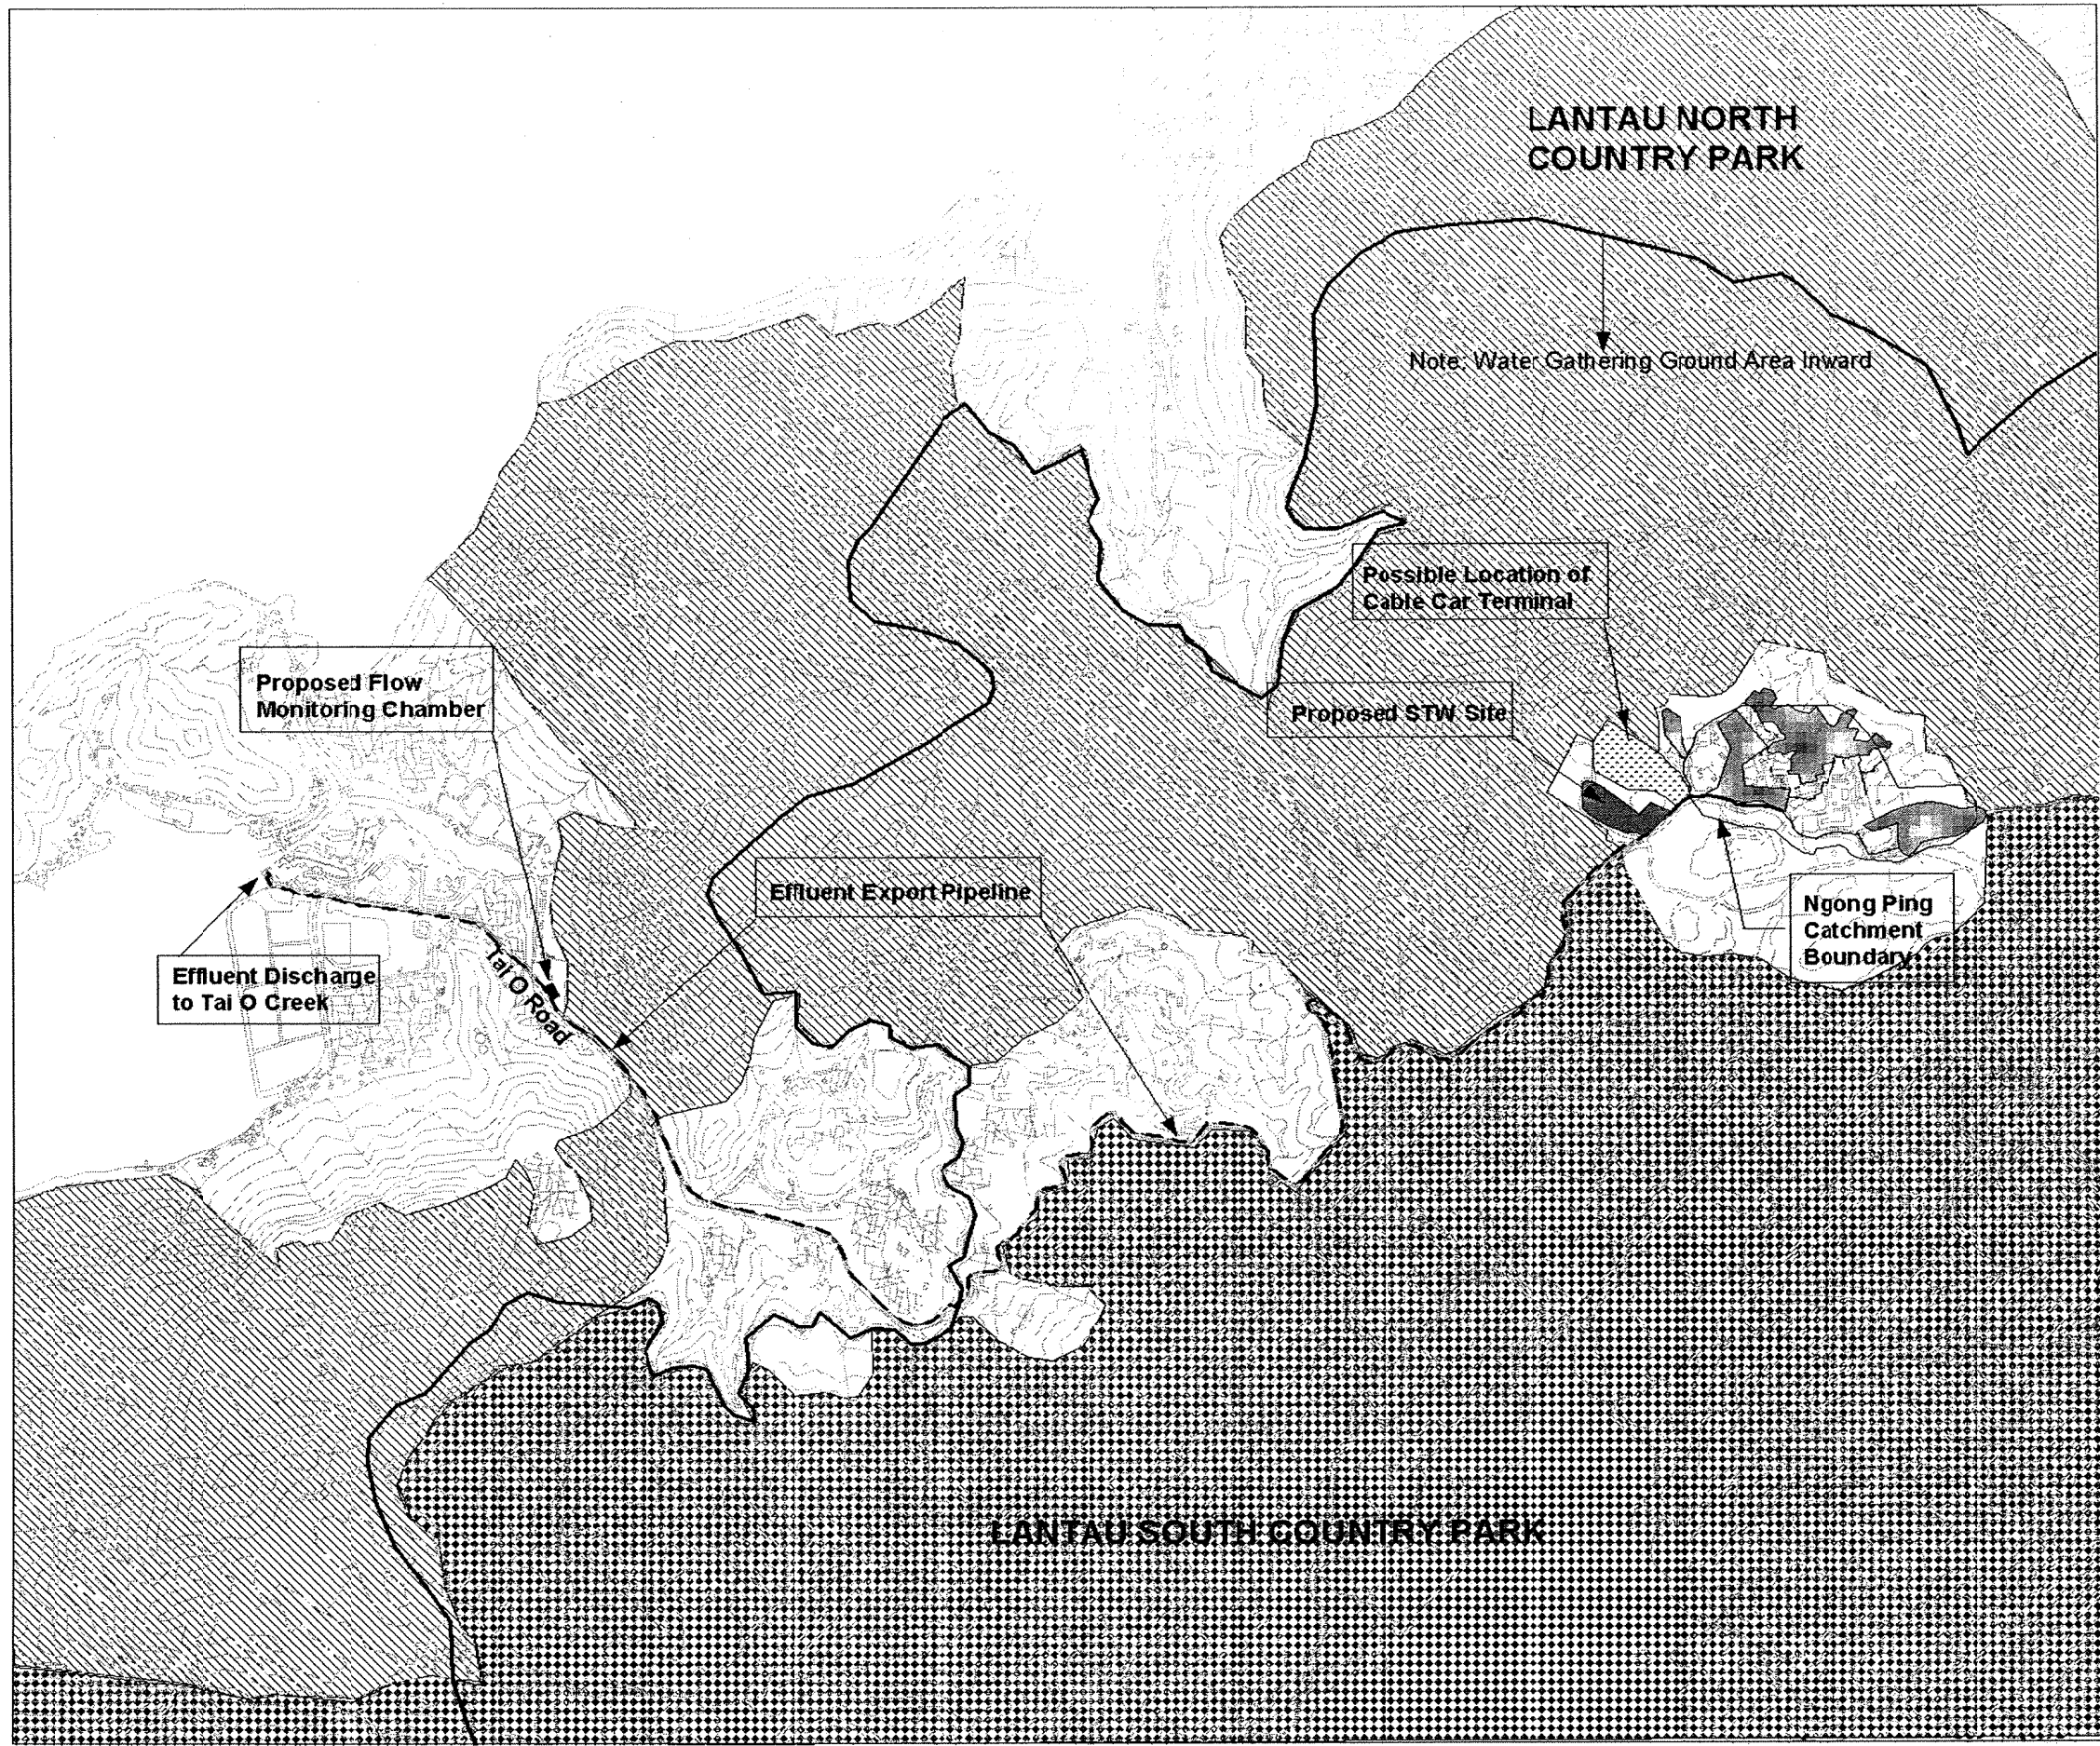 LANTAU NORTH
COUNTRY PARK
Note: Water Gathering Ground Area Inward
Possible Location of
Cable Car Terminal
Proposed Flow
Monitoring Chamber
Proposed STW Site
Effluent Export Pipeline
Ngong Ping
Catchment
Boundary
Effluent Discharge
to Tai O Creek
Tai O Road
LANTAU SOUTH COUNTRY PARK